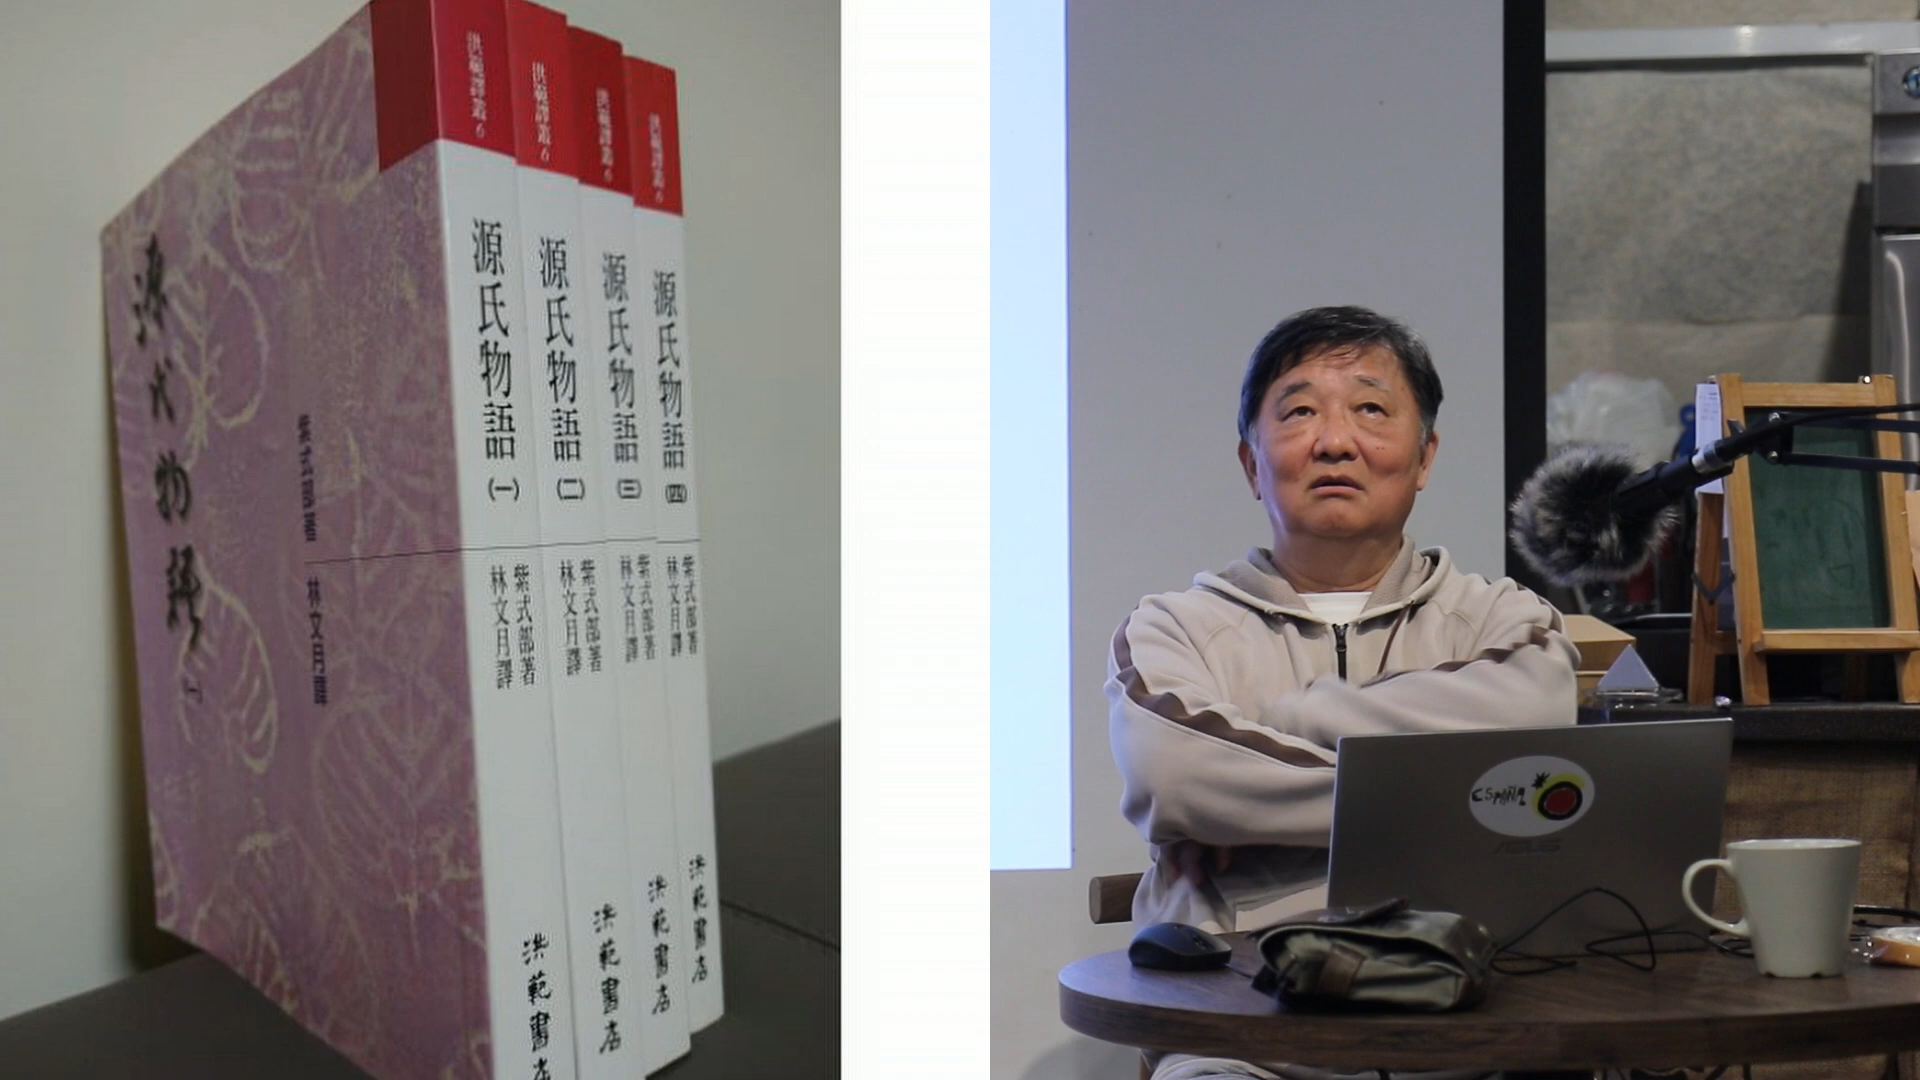 源氏物語 (一)
紫式部著
林文月譯
洪範譯叢 6
源氏物語 (一)
紫式部著
林文月譯
洪範書店
洪範譯叢 6
源氏物語 (二)
紫式部著
林文月譯
洪範書店
洪範譯叢 6
源氏物語 (三)
紫式部著
林文月譯
洪範書店
洪範譯叢 6
源氏物語 (四)
紫式部著
林文月譯
洪範書店
ESPAÑA
ASUS